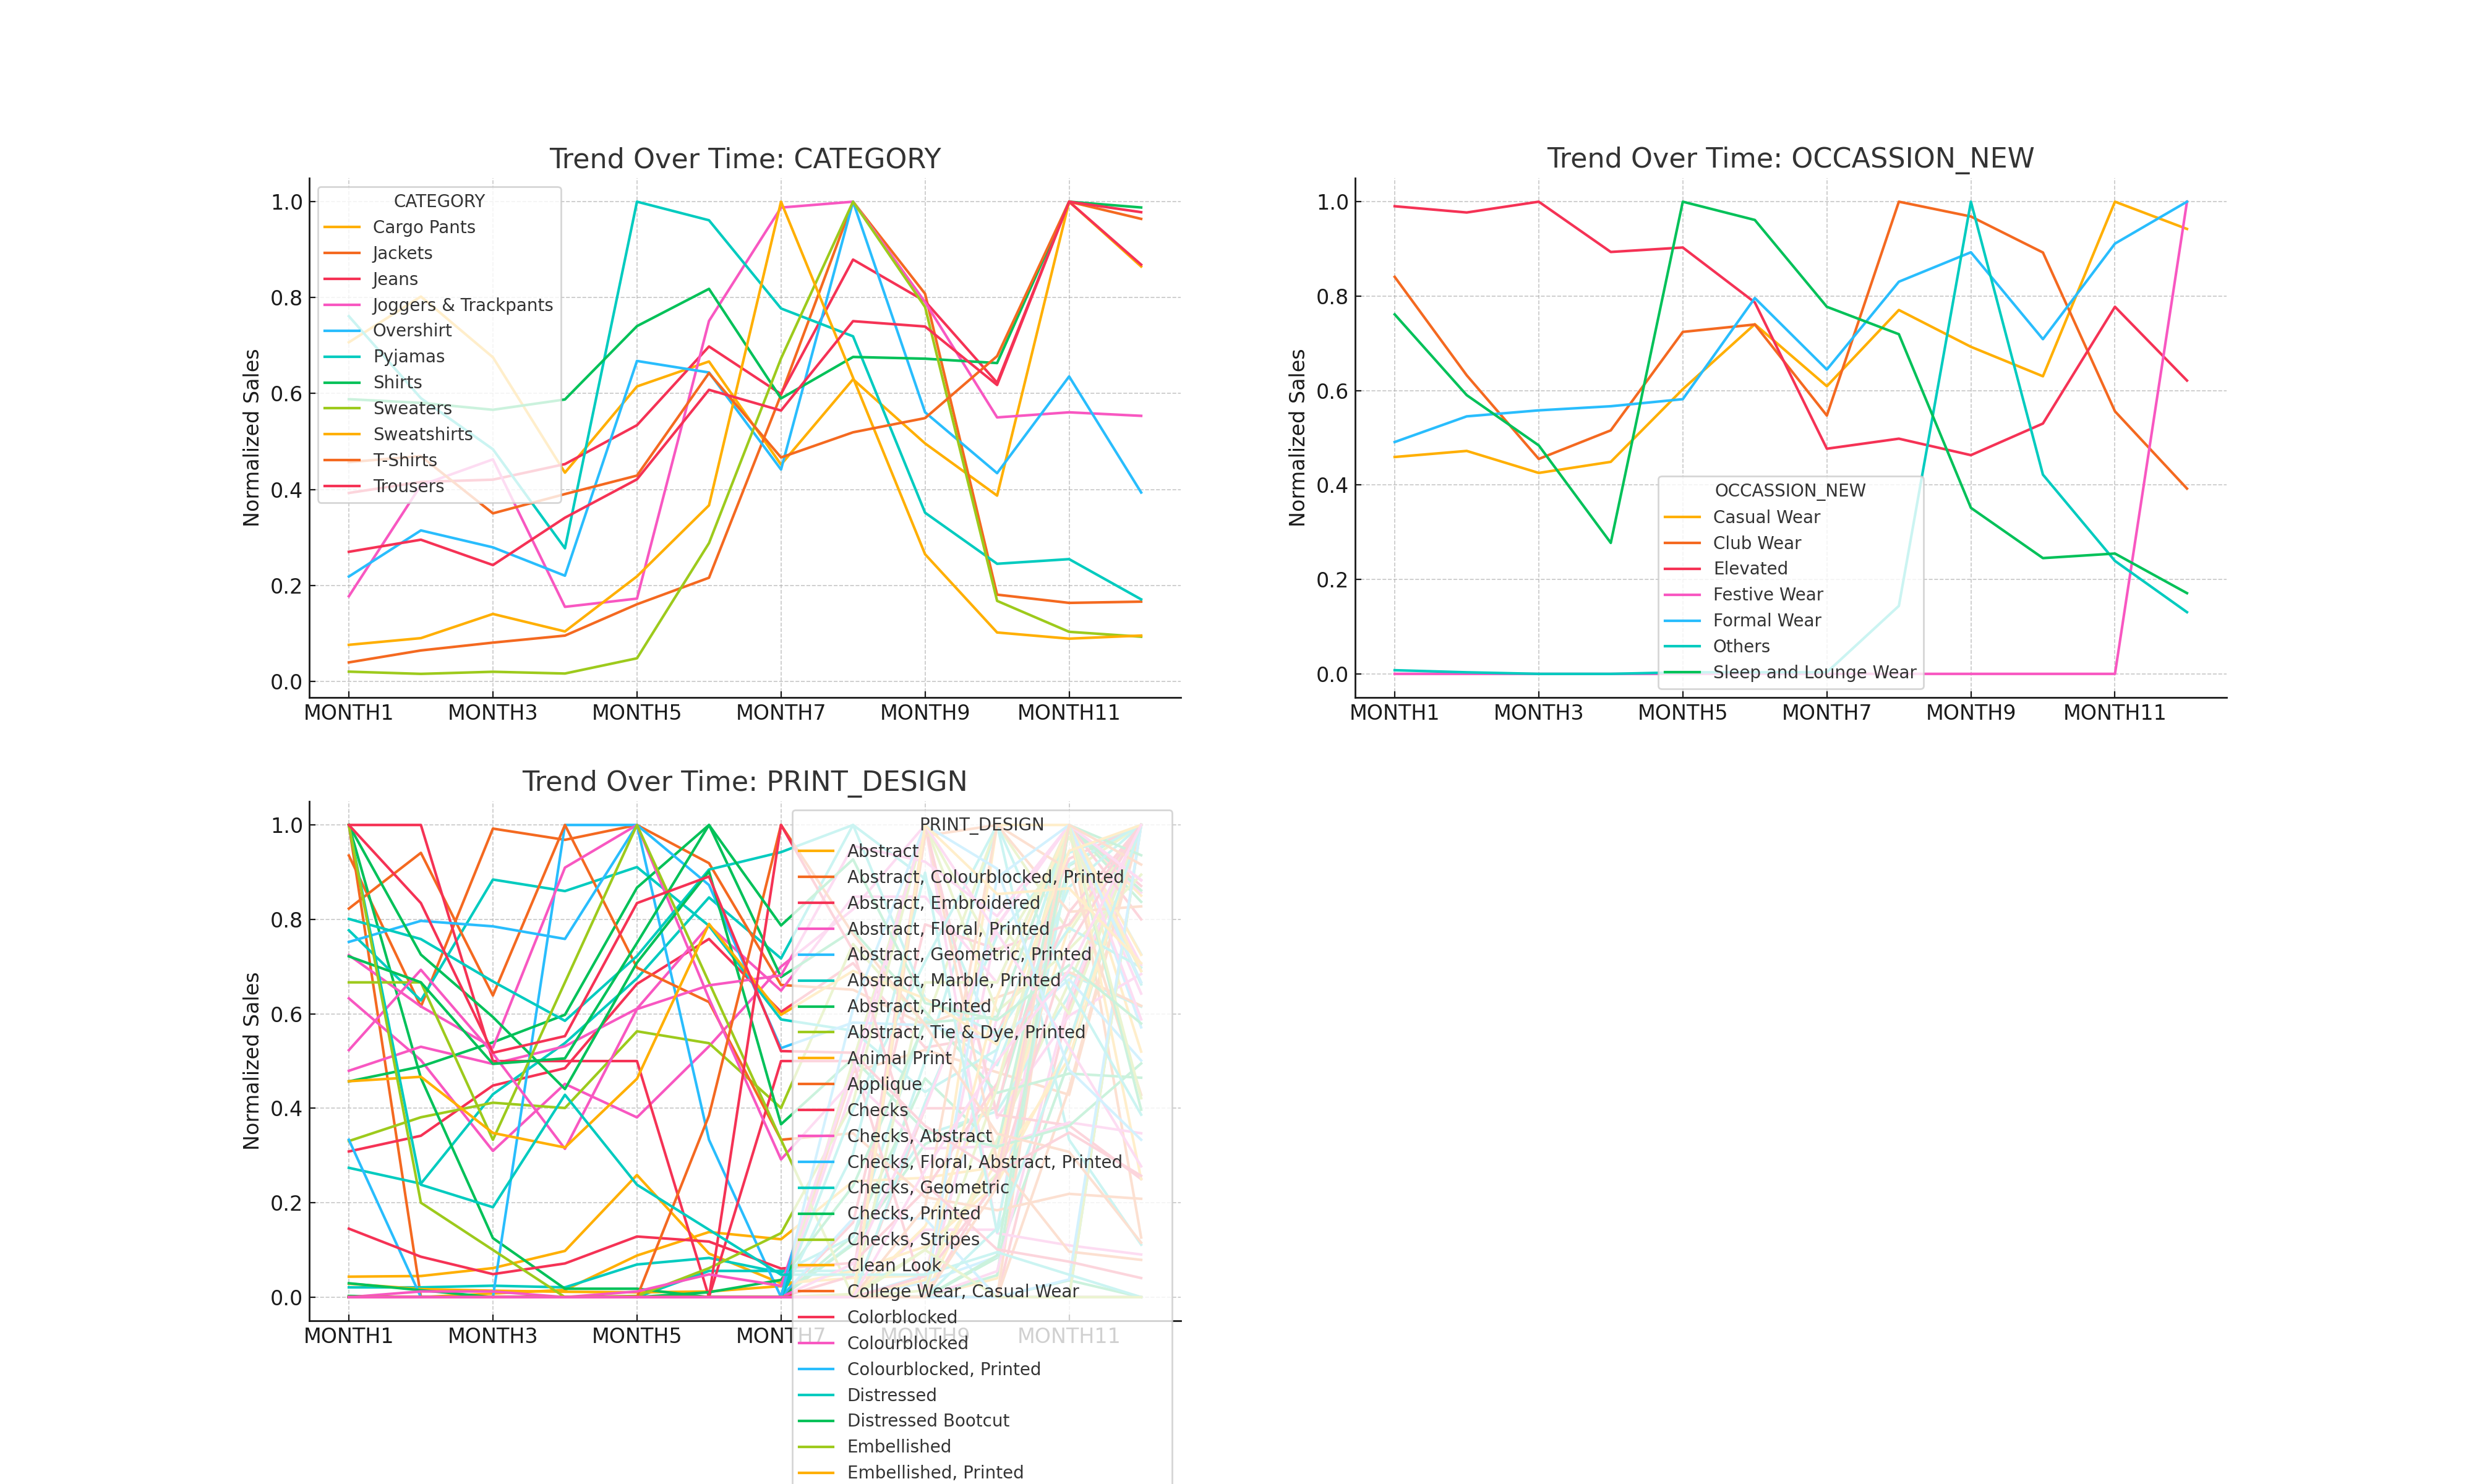 Trend Over Time: CATEGORY
Normalized Sales
1.0
0.8
0.6
0.4
0.2
0.0
MONTH1 MONTH3 MONTH5 MONTH7 MONTH9 MONTH11
CATEGORY
Cargo Pants
Jackets
Jeans
Joggers & Trackpants
Overshirt
Pyjamas
Shirts
Sweaters
Sweatshirts
T-Shirts
Trousers
Trend Over Time: OCCASSION_NEW
Normalized Sales
1.0
0.8
0.6
0.4
0.2
0.0
MONTH1 MONTH3 MONTH5 MONTH7 MONTH9 MONTH11
OCCASSION_NEW
Casual Wear
Club Wear
Elevated
Festive Wear
Formal Wear
Others
Sleep and Lounge Wear
Trend Over Time: PRINT_DESIGN
Normalized Sales
1.0
0.8
0.6
0.4
0.2
0.0
MONTH1 MONTH3 MONTH5 MONTH7 MONTH9 MONTH11
PRINT_DESIGN
Abstract
Abstract, Colourblocked, Printed
Abstract, Embroidered
Abstract, Floral, Printed
Abstract, Geometric, Printed
Abstract, Marble, Printed
Abstract, Printed
Abstract, Tie & Dye, Printed
Animal Print
Applique
Checks
Checks, Abstract
Checks, Floral, Abstract, Printed
Checks, Geometric
Checks, Printed
Checks, Stripes
Clean Look
College Wear, Casual Wear
Colorblocked
Colourblocked
Colourblocked, Printed
Distressed
Distressed Bootcut
Embellished
Embellished, Printed